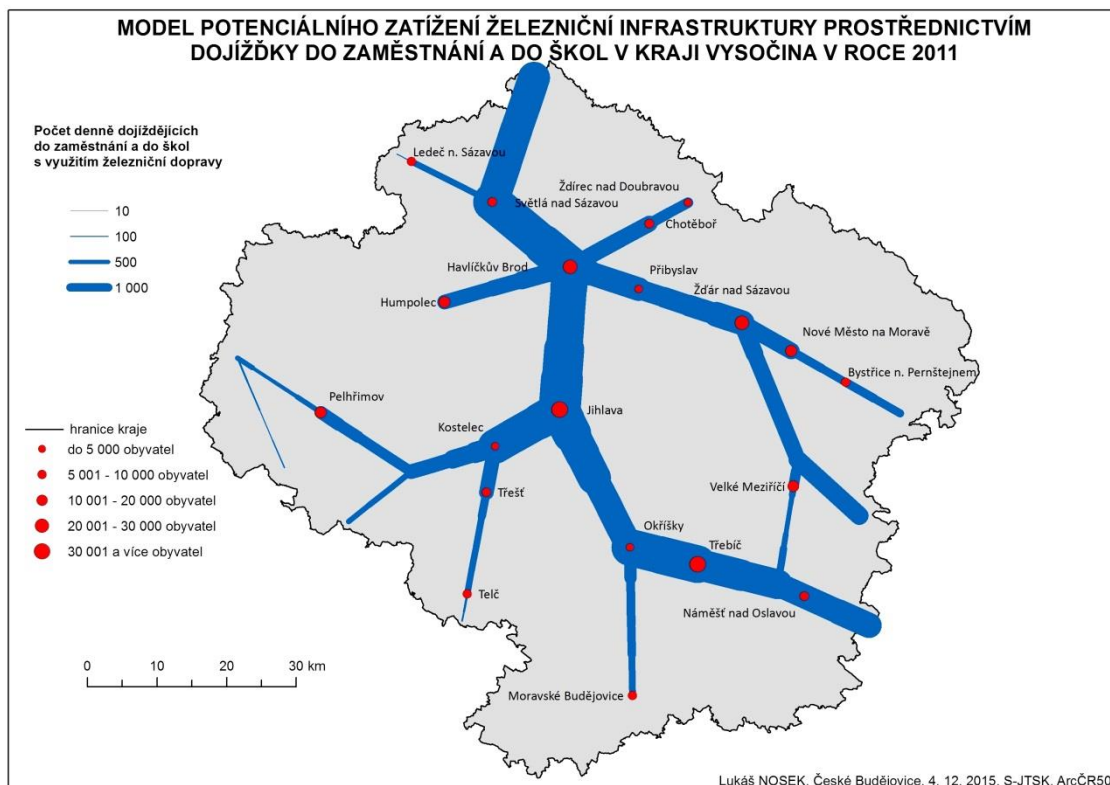 MODEL POTENCIÁLNÍHO ZATÍŽENÍ ŽELEZNIČNÍ INFRASTRUKTURY PROSTŘEDNICTVÍM
DOJÍŽĎKY DO ZAMĚSTNÁNÍ A DO ŠKOL V KRAJI VYSOČINA V ROCE 2011
Počet denně dojíždějících
do zaměstnání a do škol
s využitím železniční dopravy
10
100
500
1 000
Ledeč n. Sázavou
Ždírec nad Doubravou
Světlá nad Sázavou
Chotěboř
Havlíčkův Brod
Přibyslav
Žďár nad Sázavou
Humpolec
Nové Město na Moravě
Bystřice n. Pernštejnem
Pelhřimov
Jihlava
Kostelec
Třešť
Velké Meziříčí
Okříšky
Třebíč
Telč
Náměšť nad Oslavou
Moravské Budějovice
hranice kraje
do 5 000 obyvatel
5 001 - 10 000 obyvatel
10 001 - 20 000 obyvatel
20 001 - 30 000 obyvatel
30 001 a více obyvatel
0 10 20 30 km
Lukáš NOSEK, České Budějovice, 4. 12. 2015, S-JTSK, ArcČR50